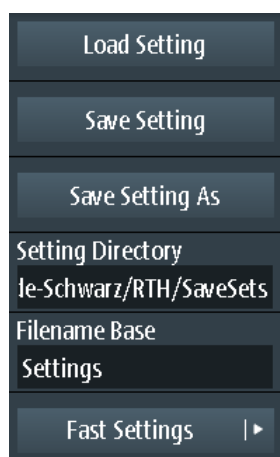 Load Setting
Save Setting
Save Setting As
Setting Directory
de-Schwarz/RTH/SaveSets
Filename Base
Settings
Fast Settings